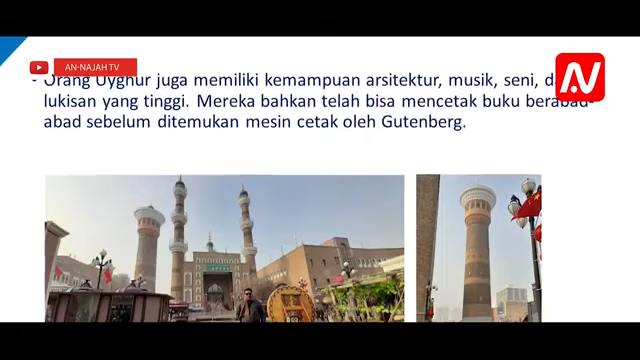 AN-NAJAH TV
Orang Uyghur juga memiliki kemampuan arsitektur, musik, seni,
lukisan yang tinggi. Mereka bahkan telah bisa mencetak buku berabad-
abad sebelum ditemukan mesin cetak oleh Gutenberg.